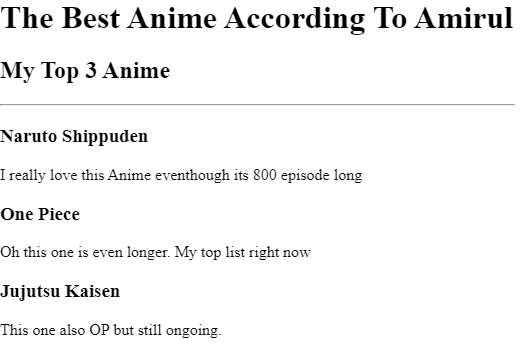 The Best Anime According To Amirul
My Top 3 Anime
Naruto Shippuden
I really love this Anime eventhough its 800 episode long
One Piece
Oh this one is even longer. My top list right now
Jujutsu Kaisen
This one also OP but still ongoing.